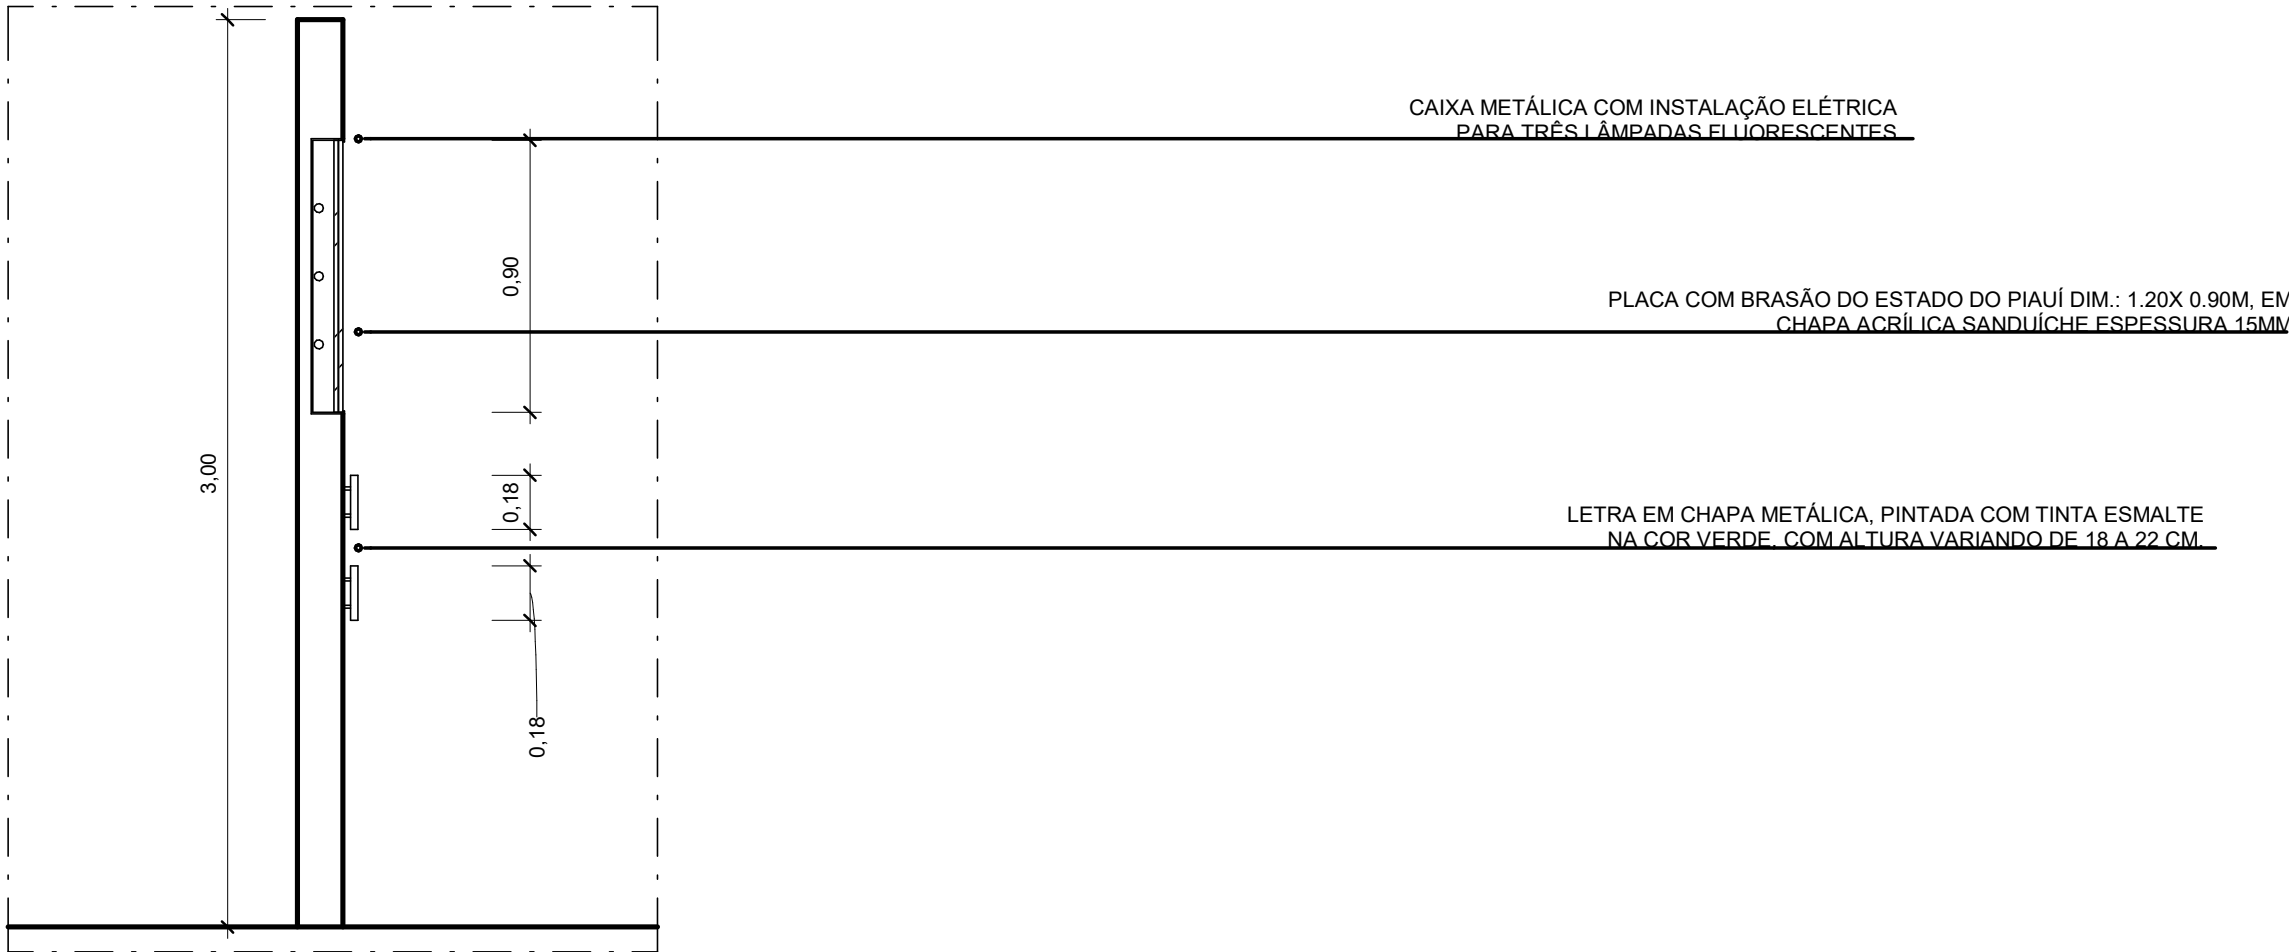 CAIXA METÁLICA COM INSTALAÇÃO ELÉTRICA
PARA TRÊS LÂMPADAS FLUORESCENTES
0,90
PLACA COM BRASÃO DO ESTADO DO PIAUÍ DIM.: 1.20X 0.90M, EM
CHAPA ACRÍLICA SANDUÍCHE ESPESSURA 15MM
3,00
0,18
LETRA EM CHAPA METÁLICA, PINTADA COM TINTA ESMALTE
NA COR VERDE, COM ALTURA VARIANDO DE 18 A 22 CM.
0,18